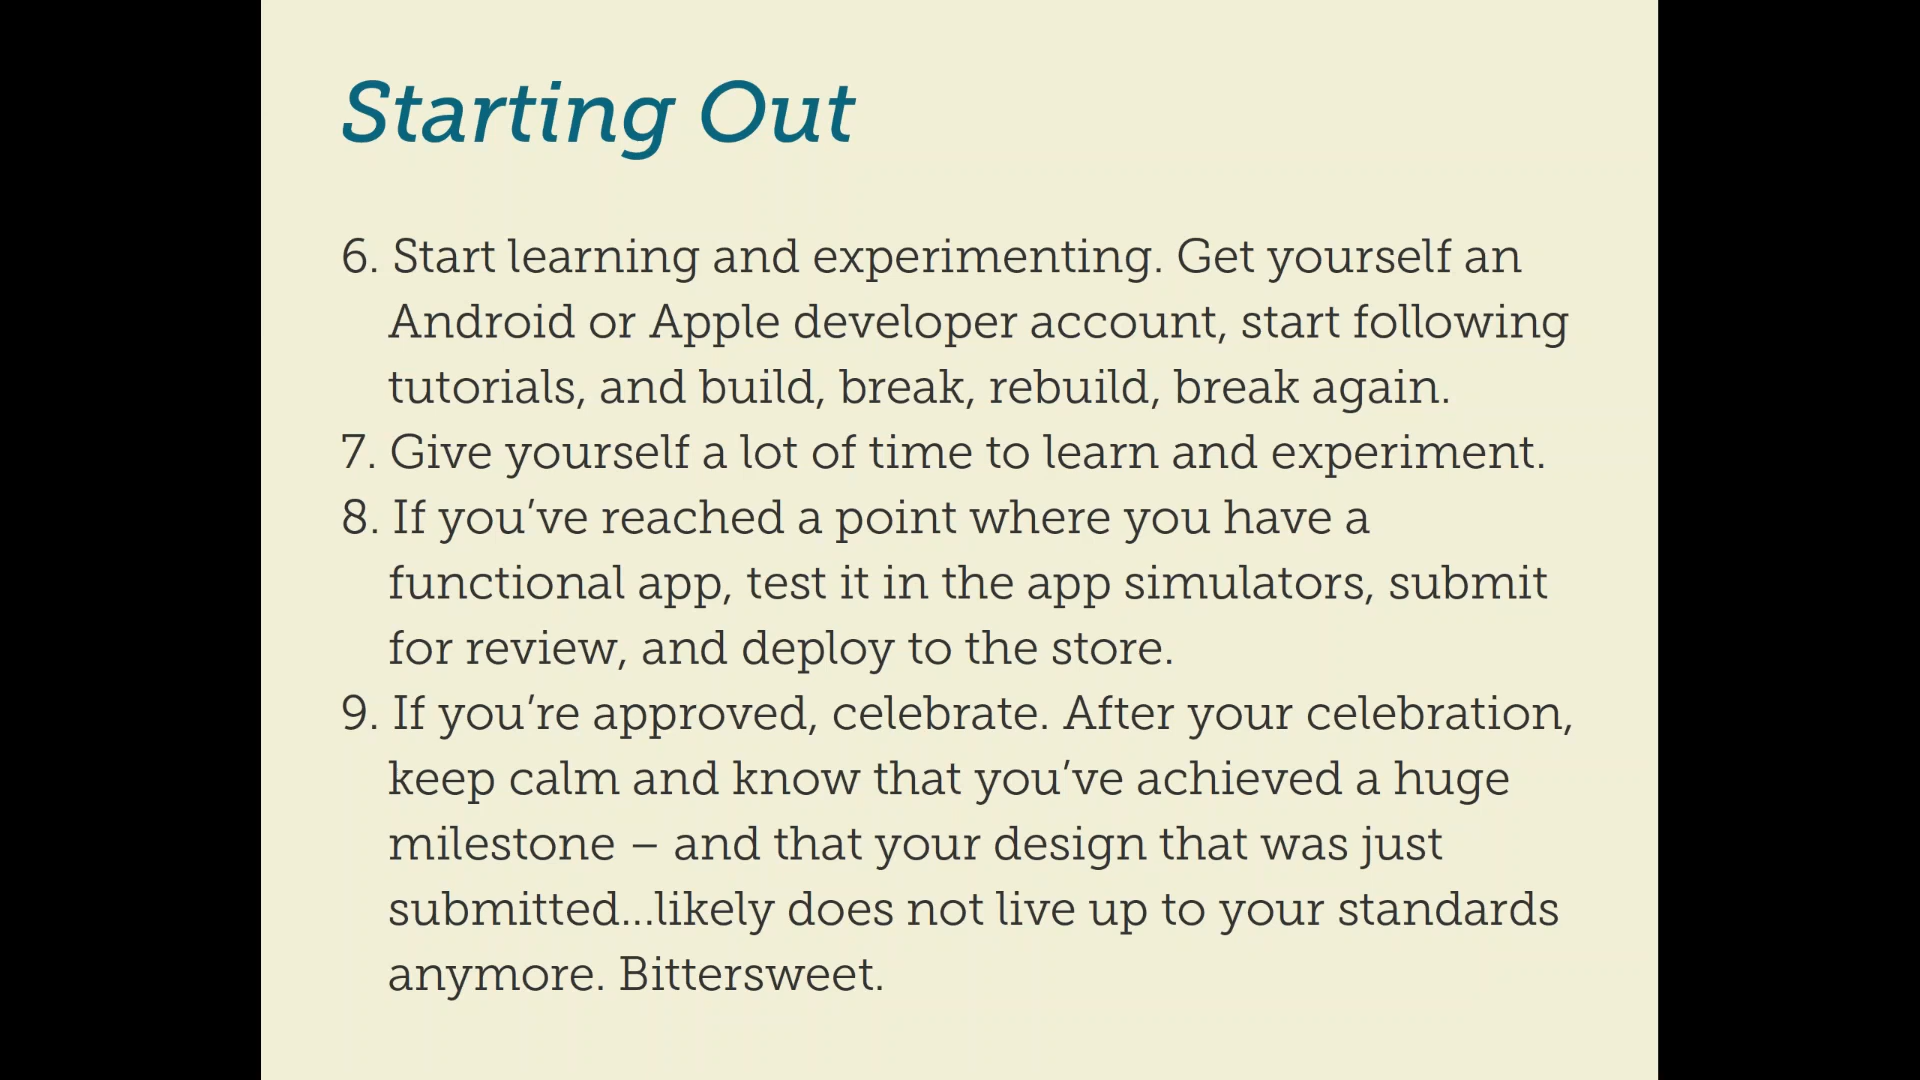 Starting Out
6. Start learning and experimenting. Get yourself an
Android or Apple developer account, start following
tutorials, and build, break, rebuild, break again.
7. Give yourself a lot of time to learn and experiment.
8. If you’ve reached a point where you have a
functional app, test it in the app simulators, submit
for review, and deploy to the store.
9. If you’re approved, celebrate. After your celebration,
keep calm and know that you’ve achieved a huge
milestone – and that your design that was just
submitted...likely does not live up to your standards
anymore. Bittersweet.